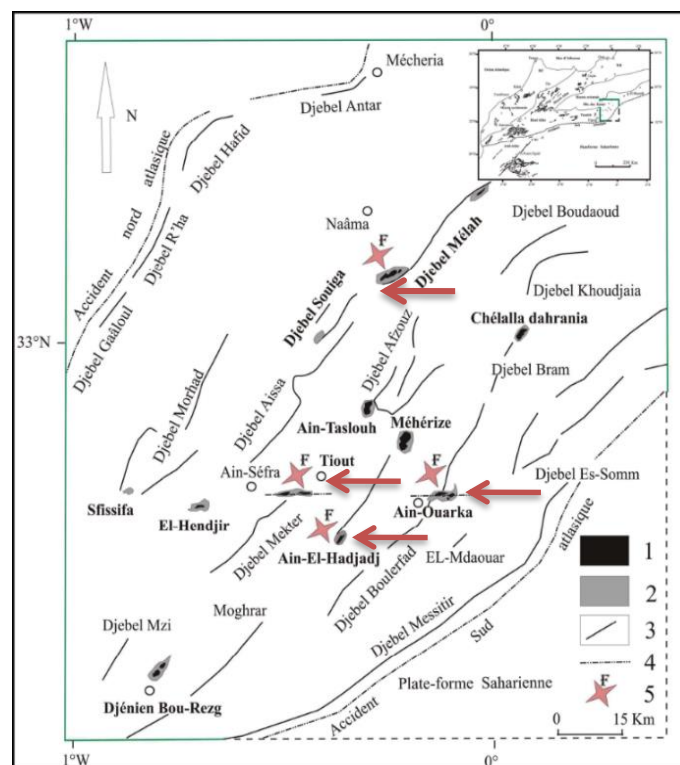 1°W
0°
Mécheria
Djebel Antar
N
Djebel Hafid
Accident nord atlasique
Djebel R'ha
Djebel Gaâloul
Naâma
F
Djebel Mélah
Djebel Boudaoud
Djebel Souiga
Djebel Khoudjaia
Chélalla dahrania
33°N
Djebel Afzouz
Djebel Bram
Djebel Morhad
Djebel Aissa
Ain-Taslouh
Méhérize
F
Tiout
F
Ain-Séfra
Djebel Es-Somm
Sfissifa
El-Hendjir
Ain-Ouarka
F
Djebel Mekter
Ain-El-Hadjadj
Djebel Boulerfad
EL-Mdaouar
1
2
3
4
F
5
Moghrar
Djebel Mzi
Djebel Messitir
Accident Sud atlasique
Plate-forme Saharienne
Djénien Bou-Rezg
0 15 Km
1°W
0°